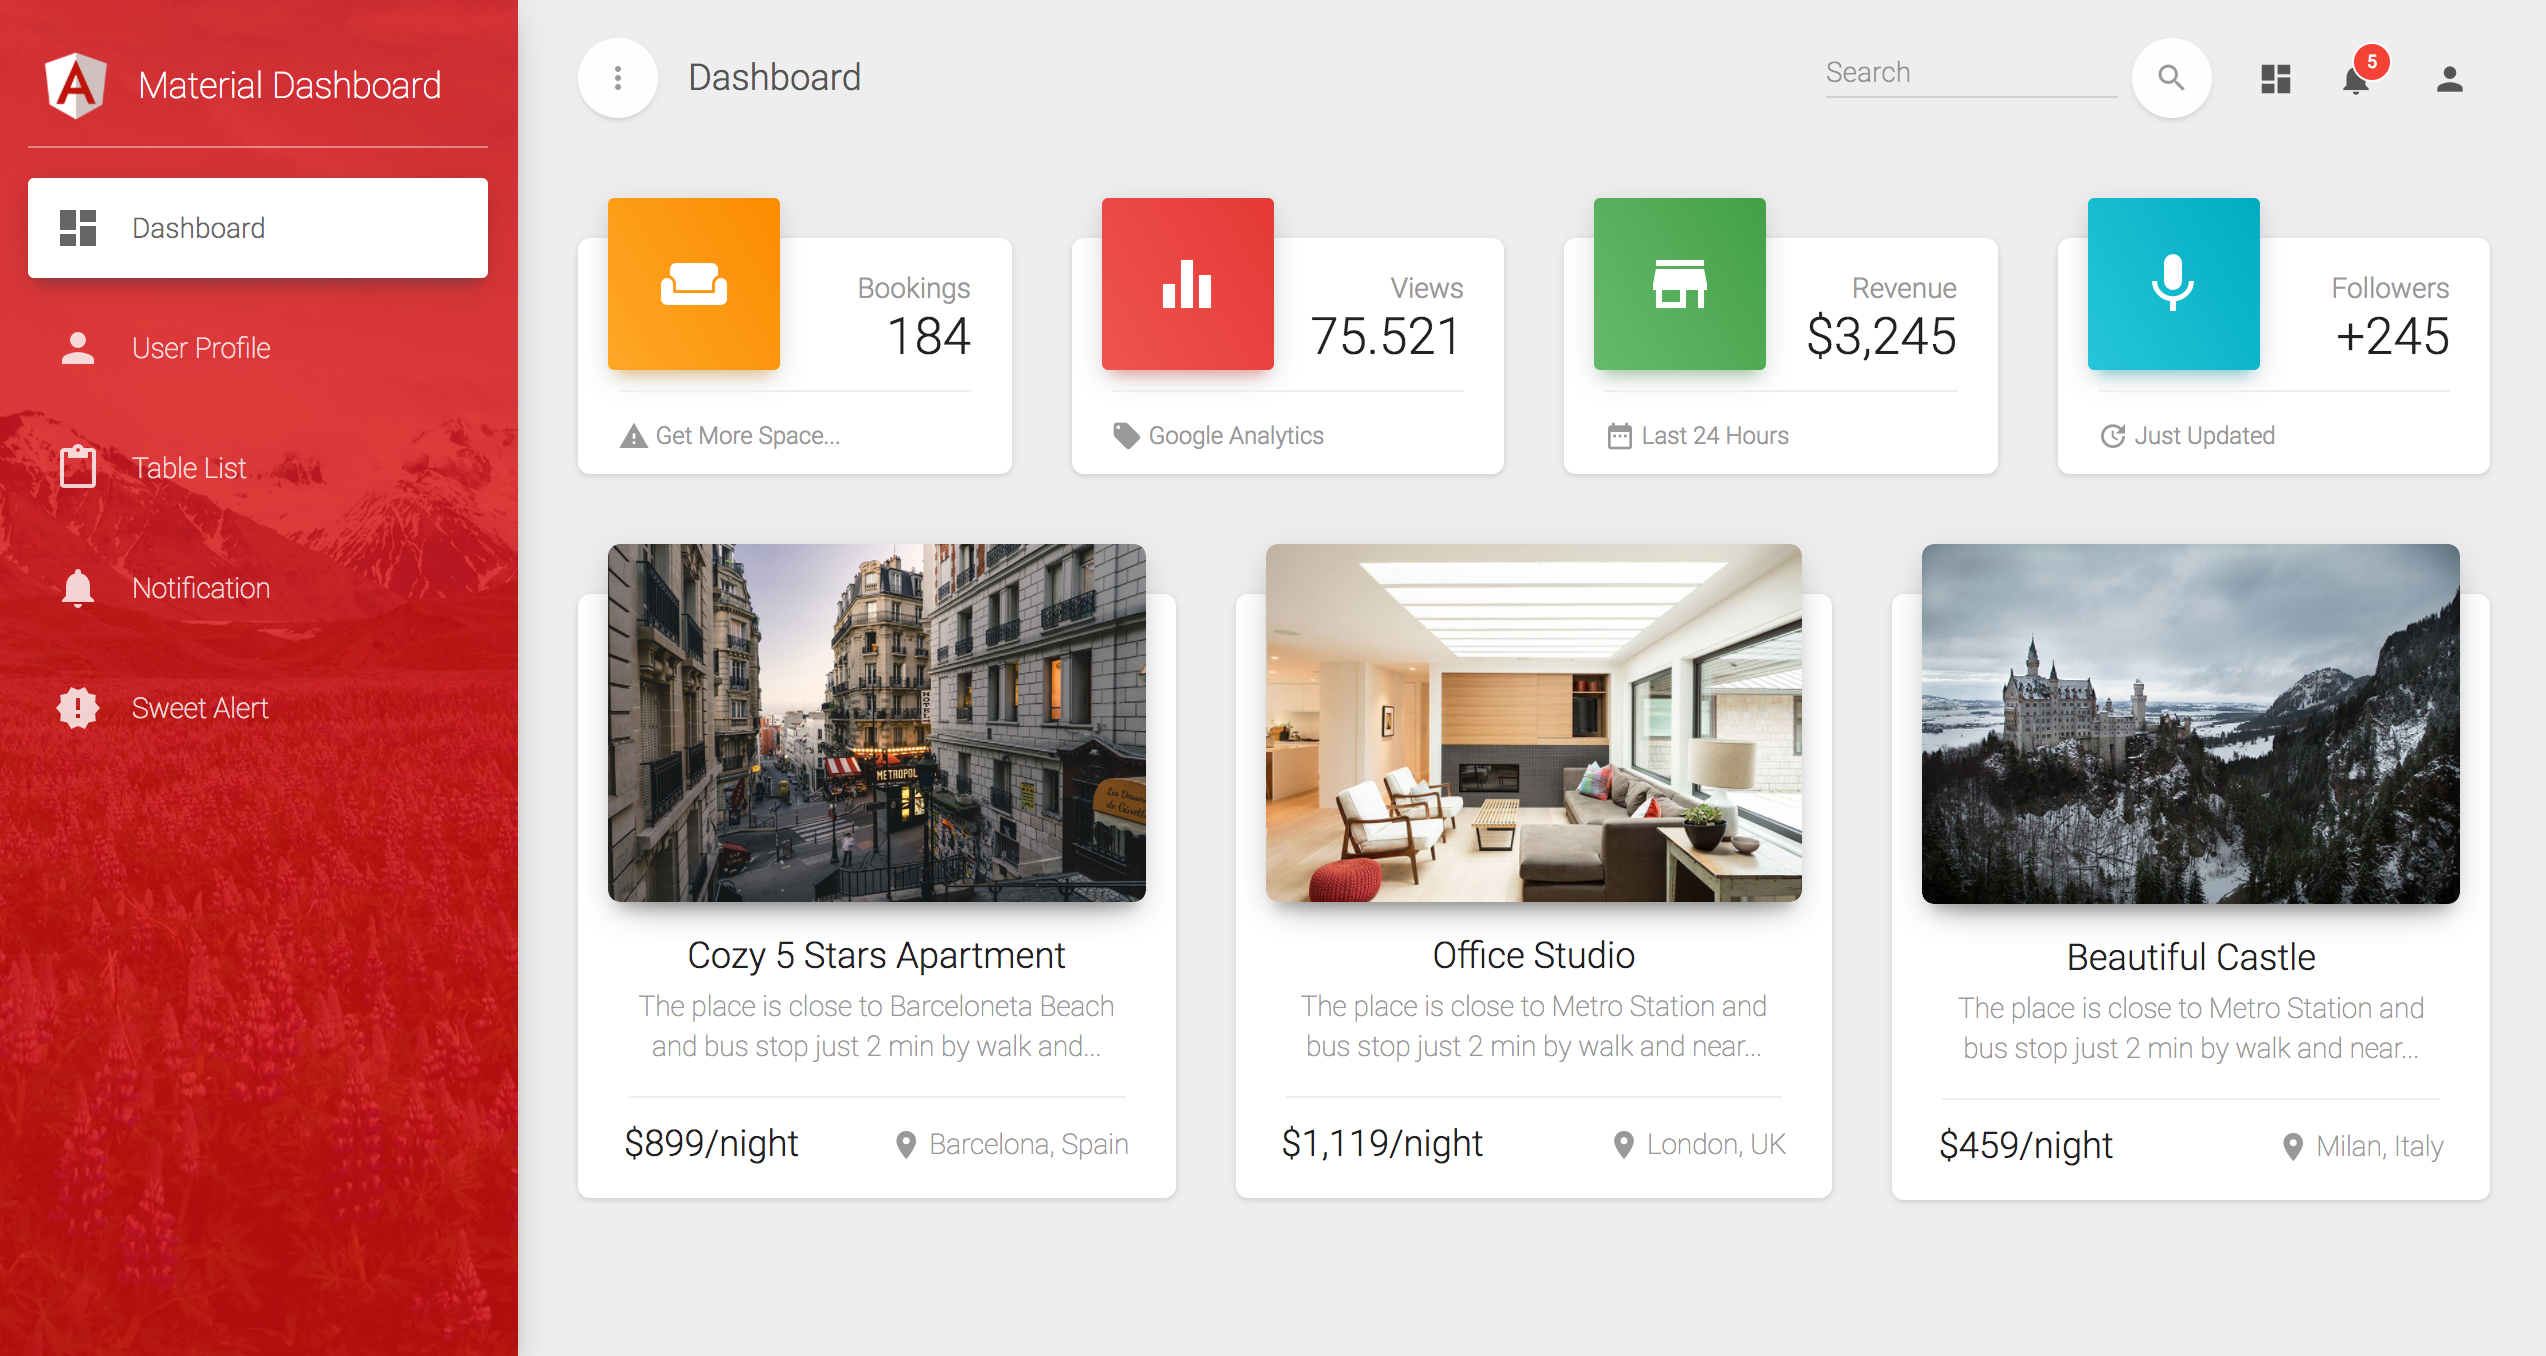 Material Dashboard
Dashboard
User Profile
Table List
Notification
Sweet Alert
Dashboard
Search
5
Bookings
184
Get More Space...
Views
75.521
Google Analytics
Revenue
$3,245
Last 24 Hours
Followers
+245
Just Updated
HOTEL
METROPOL
Cozy 5 Stars Apartment
The place is close to Barceloneta Beach
and bus stop just 2 min by walk and...
$899/night
Barcelona, Spain
Office Studio
The place is close to Metro Station and
bus stop just 2 min by walk and near...
$1,119/night
London, UK
Beautiful Castle
The place is close to Metro Station and
bus stop just 2 min by walk and near...
$459/night
Milan, Italy